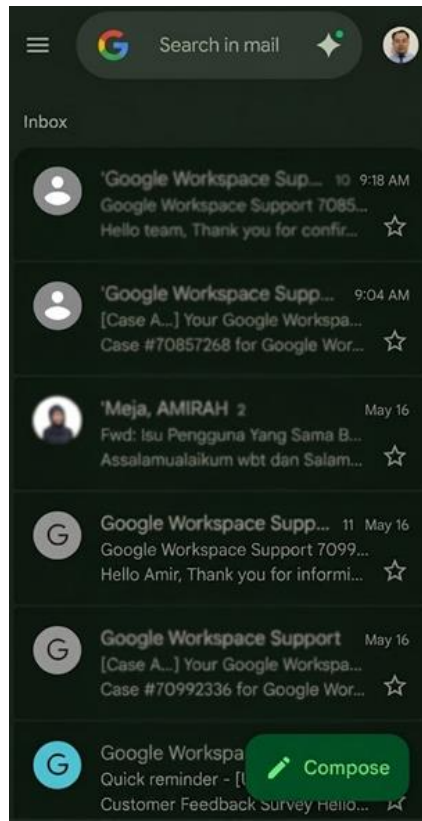 Search in mail
Inbox
'Google Workspace Sup... 10 9:18 AM
Google Workspace Support 7085...
Hello team, Thank you for confir...
'Google Workspace Supp... 9:04 AM
[Case A...] Your Google Workspa...
Case #70857268 for Google Wor...
'Meja, AMIRAH 2 May 16
Fwd: Isu Pengguna Yang Sama B...
Assalamualaikum wbt dan Salam...
G
Google Workspace Supp... 11 May 16
Google Workspace Support 7099...
Hello Amir, Thank you for informi...
G
Google Workspace Support May 16
[Case A...] Your Google Workspa...
Case #70992336 for Google Wor...
G
Google Workspa
Quick reminder - [
Customer Feedback Survey Hello...
Compose